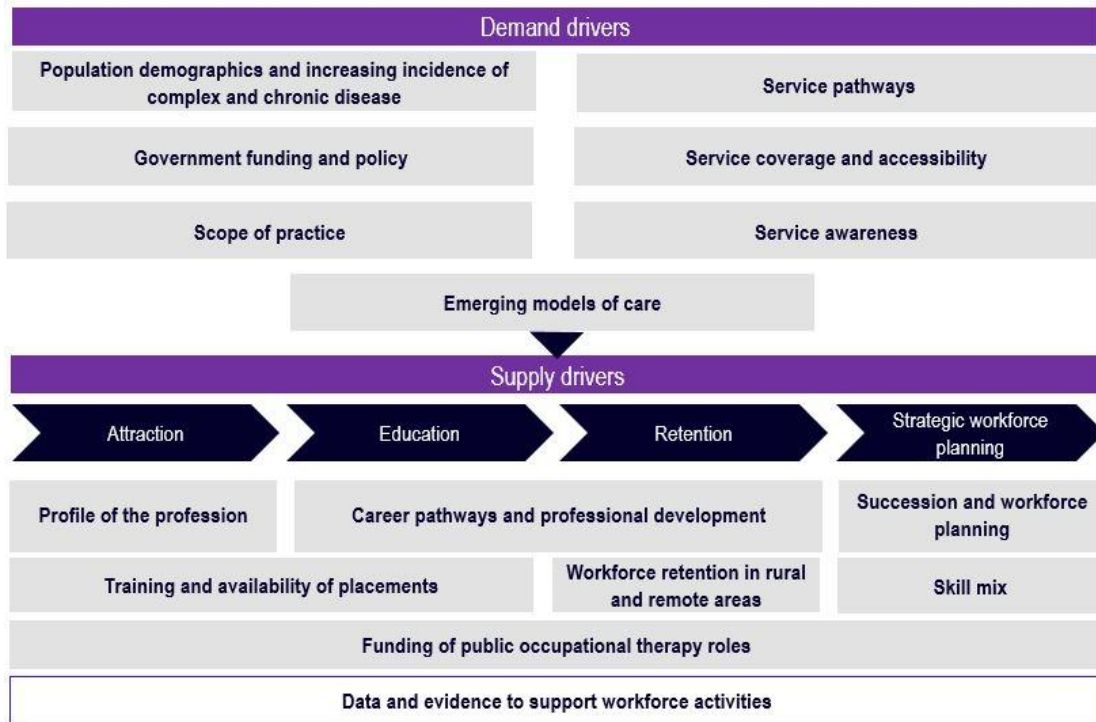 Demand drivers
Population demographics and increasing incidence of
complex and chronic disease
Service pathways
Government funding and policy
Service coverage and accessibility
Scope of practice
Service awareness
Emerging models of care
Supply drivers
Attraction
Education
Retention
Strategic workforce
planning
Profile of the profession
Career pathways and professional development
Succession and workforce
planning
Training and availability of placements
Workforce retention in rural
and remote areas
Skill mix
Funding of public occupational therapy roles
Data and evidence to support workforce activities